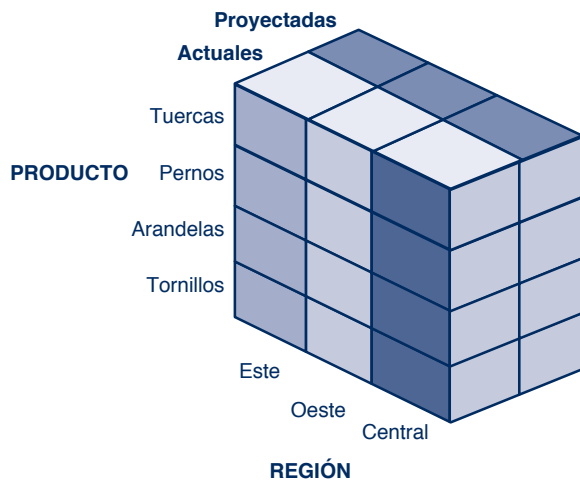 Proyectadas
Actuales
Tuercas
PRODUCTO Pernos
Arandelas
Tornillos
Este
Oeste
Central
REGIÓN